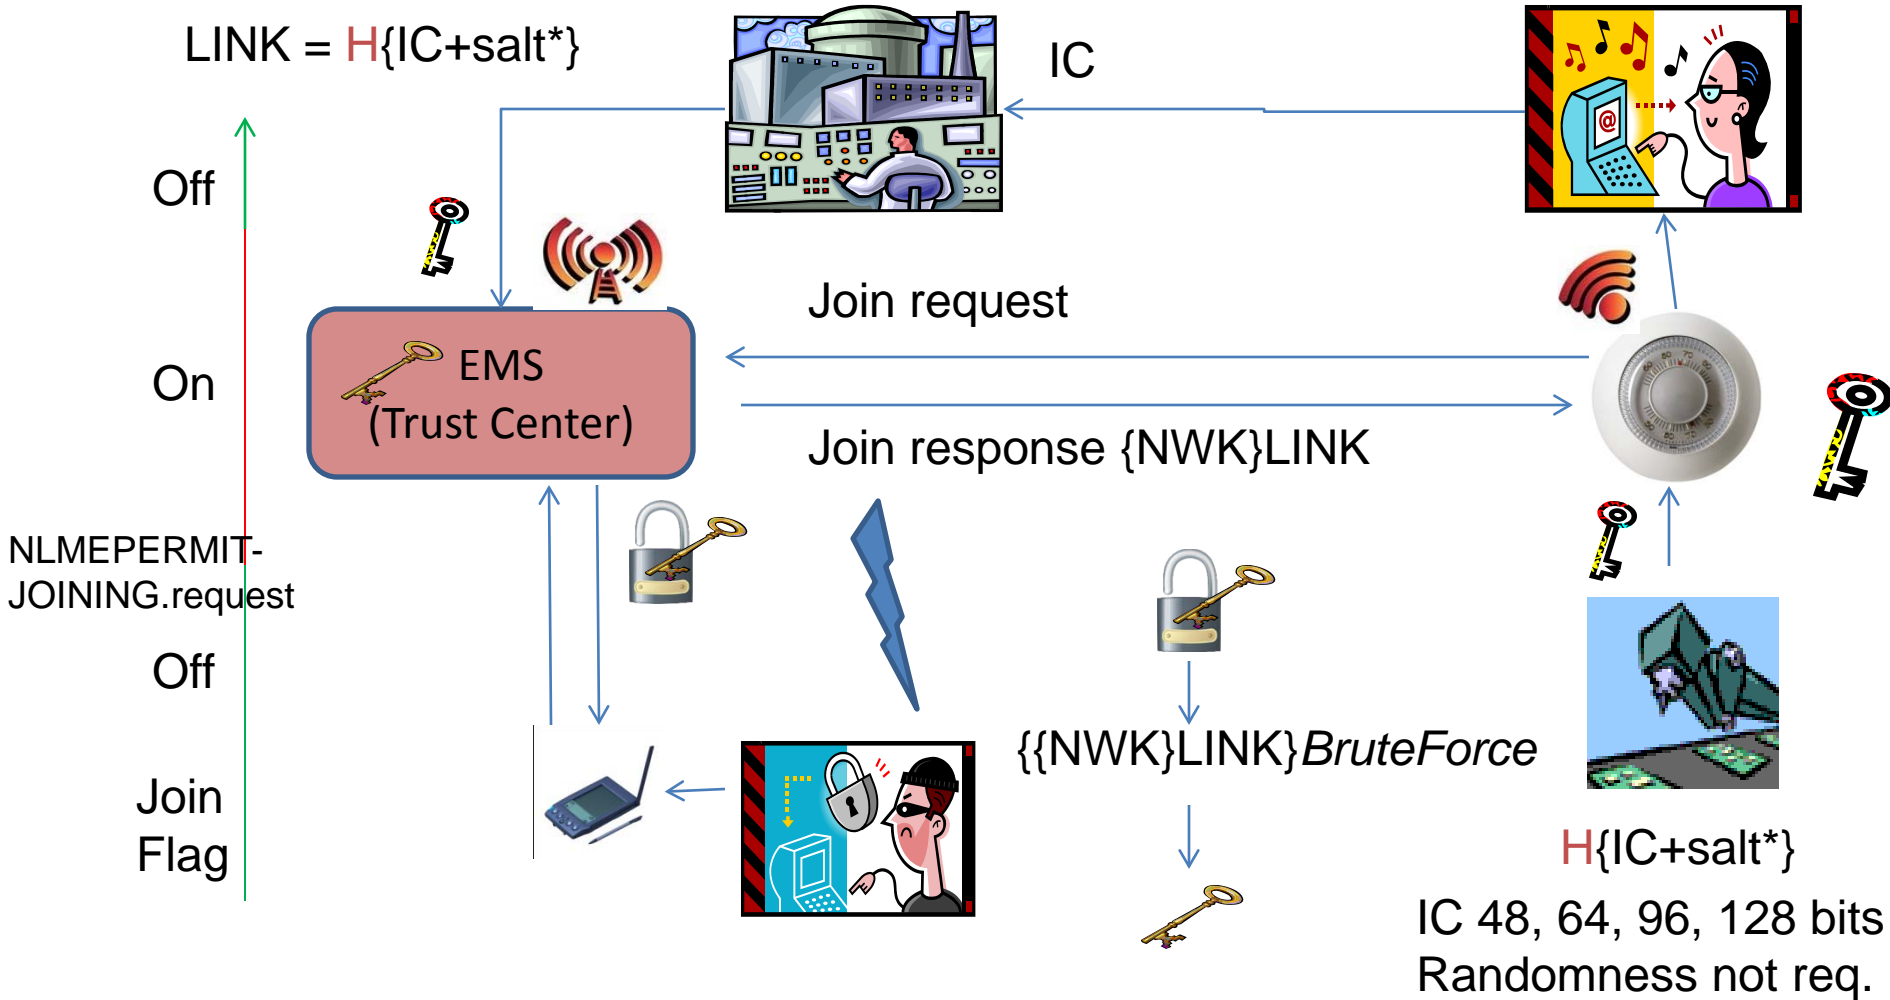 LINK = H{IC+salt*}
IC
Off
Join request
EMS
(Trust Center)
On
Join response {NWK}LINK
NLMEPERMIT-
JOINING.request
Off
{{NWK}LINK}BruteForce
Join
Flag
H{IC+salt*}
IC 48, 64, 96, 128 bits
Randomness not req.